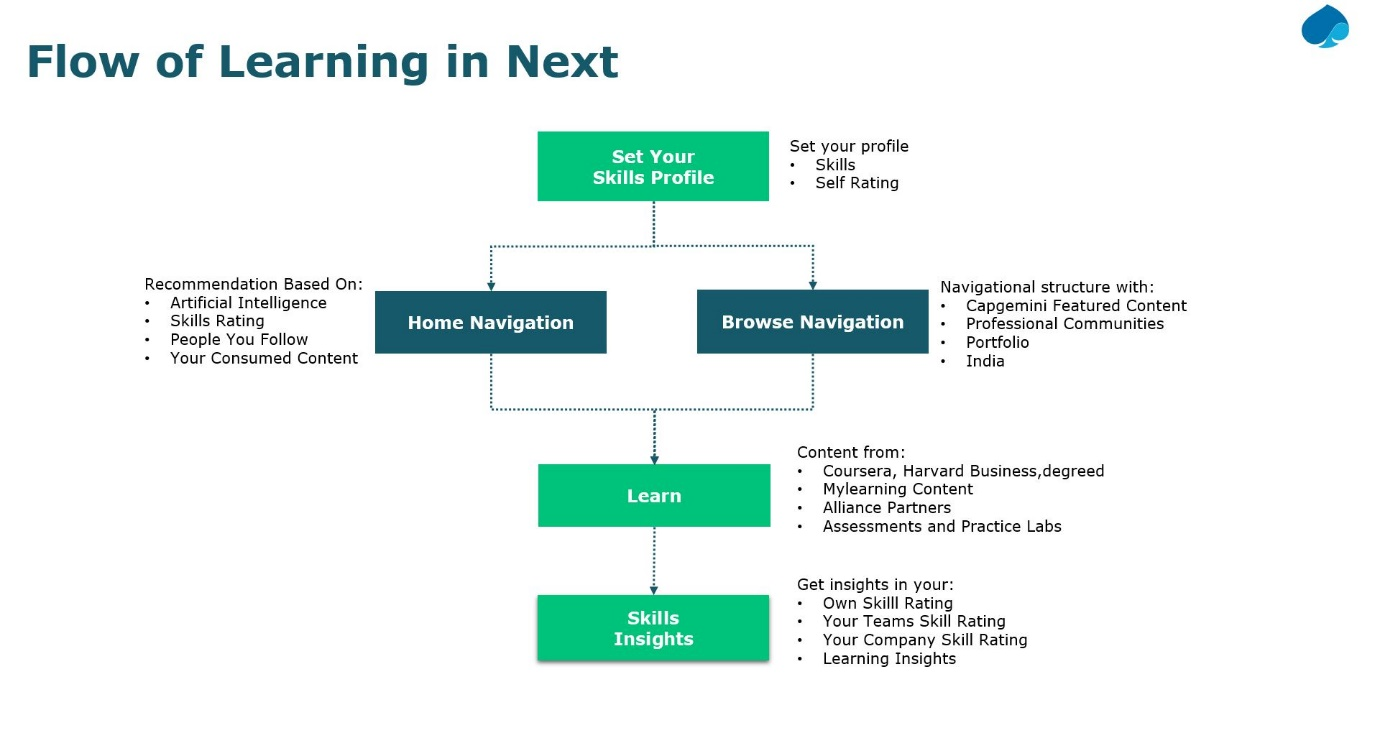 Flow of Learning in Next
Set Your
Skills Profile
Set your profile
• Skills
• Self Rating
Recommendation Based On:
• Artificial Intelligence
• Skills Rating
• People You Follow
• Your Consumed Content
Home Navigation
Browse Navigation
Navigational structure with:
• Capgemini Featured Content
• Professional Communities
• Portfolio
• India
Learn
Content from:
• Coursera, Harvard Business,degreed
• Mylearning Content
• Alliance Partners
• Assessments and Practice Labs
Skills
Insights
Get insights in your:
• Own Skilll Rating
• Your Teams Skill Rating
• Your Company Skill Rating
• Learning Insights